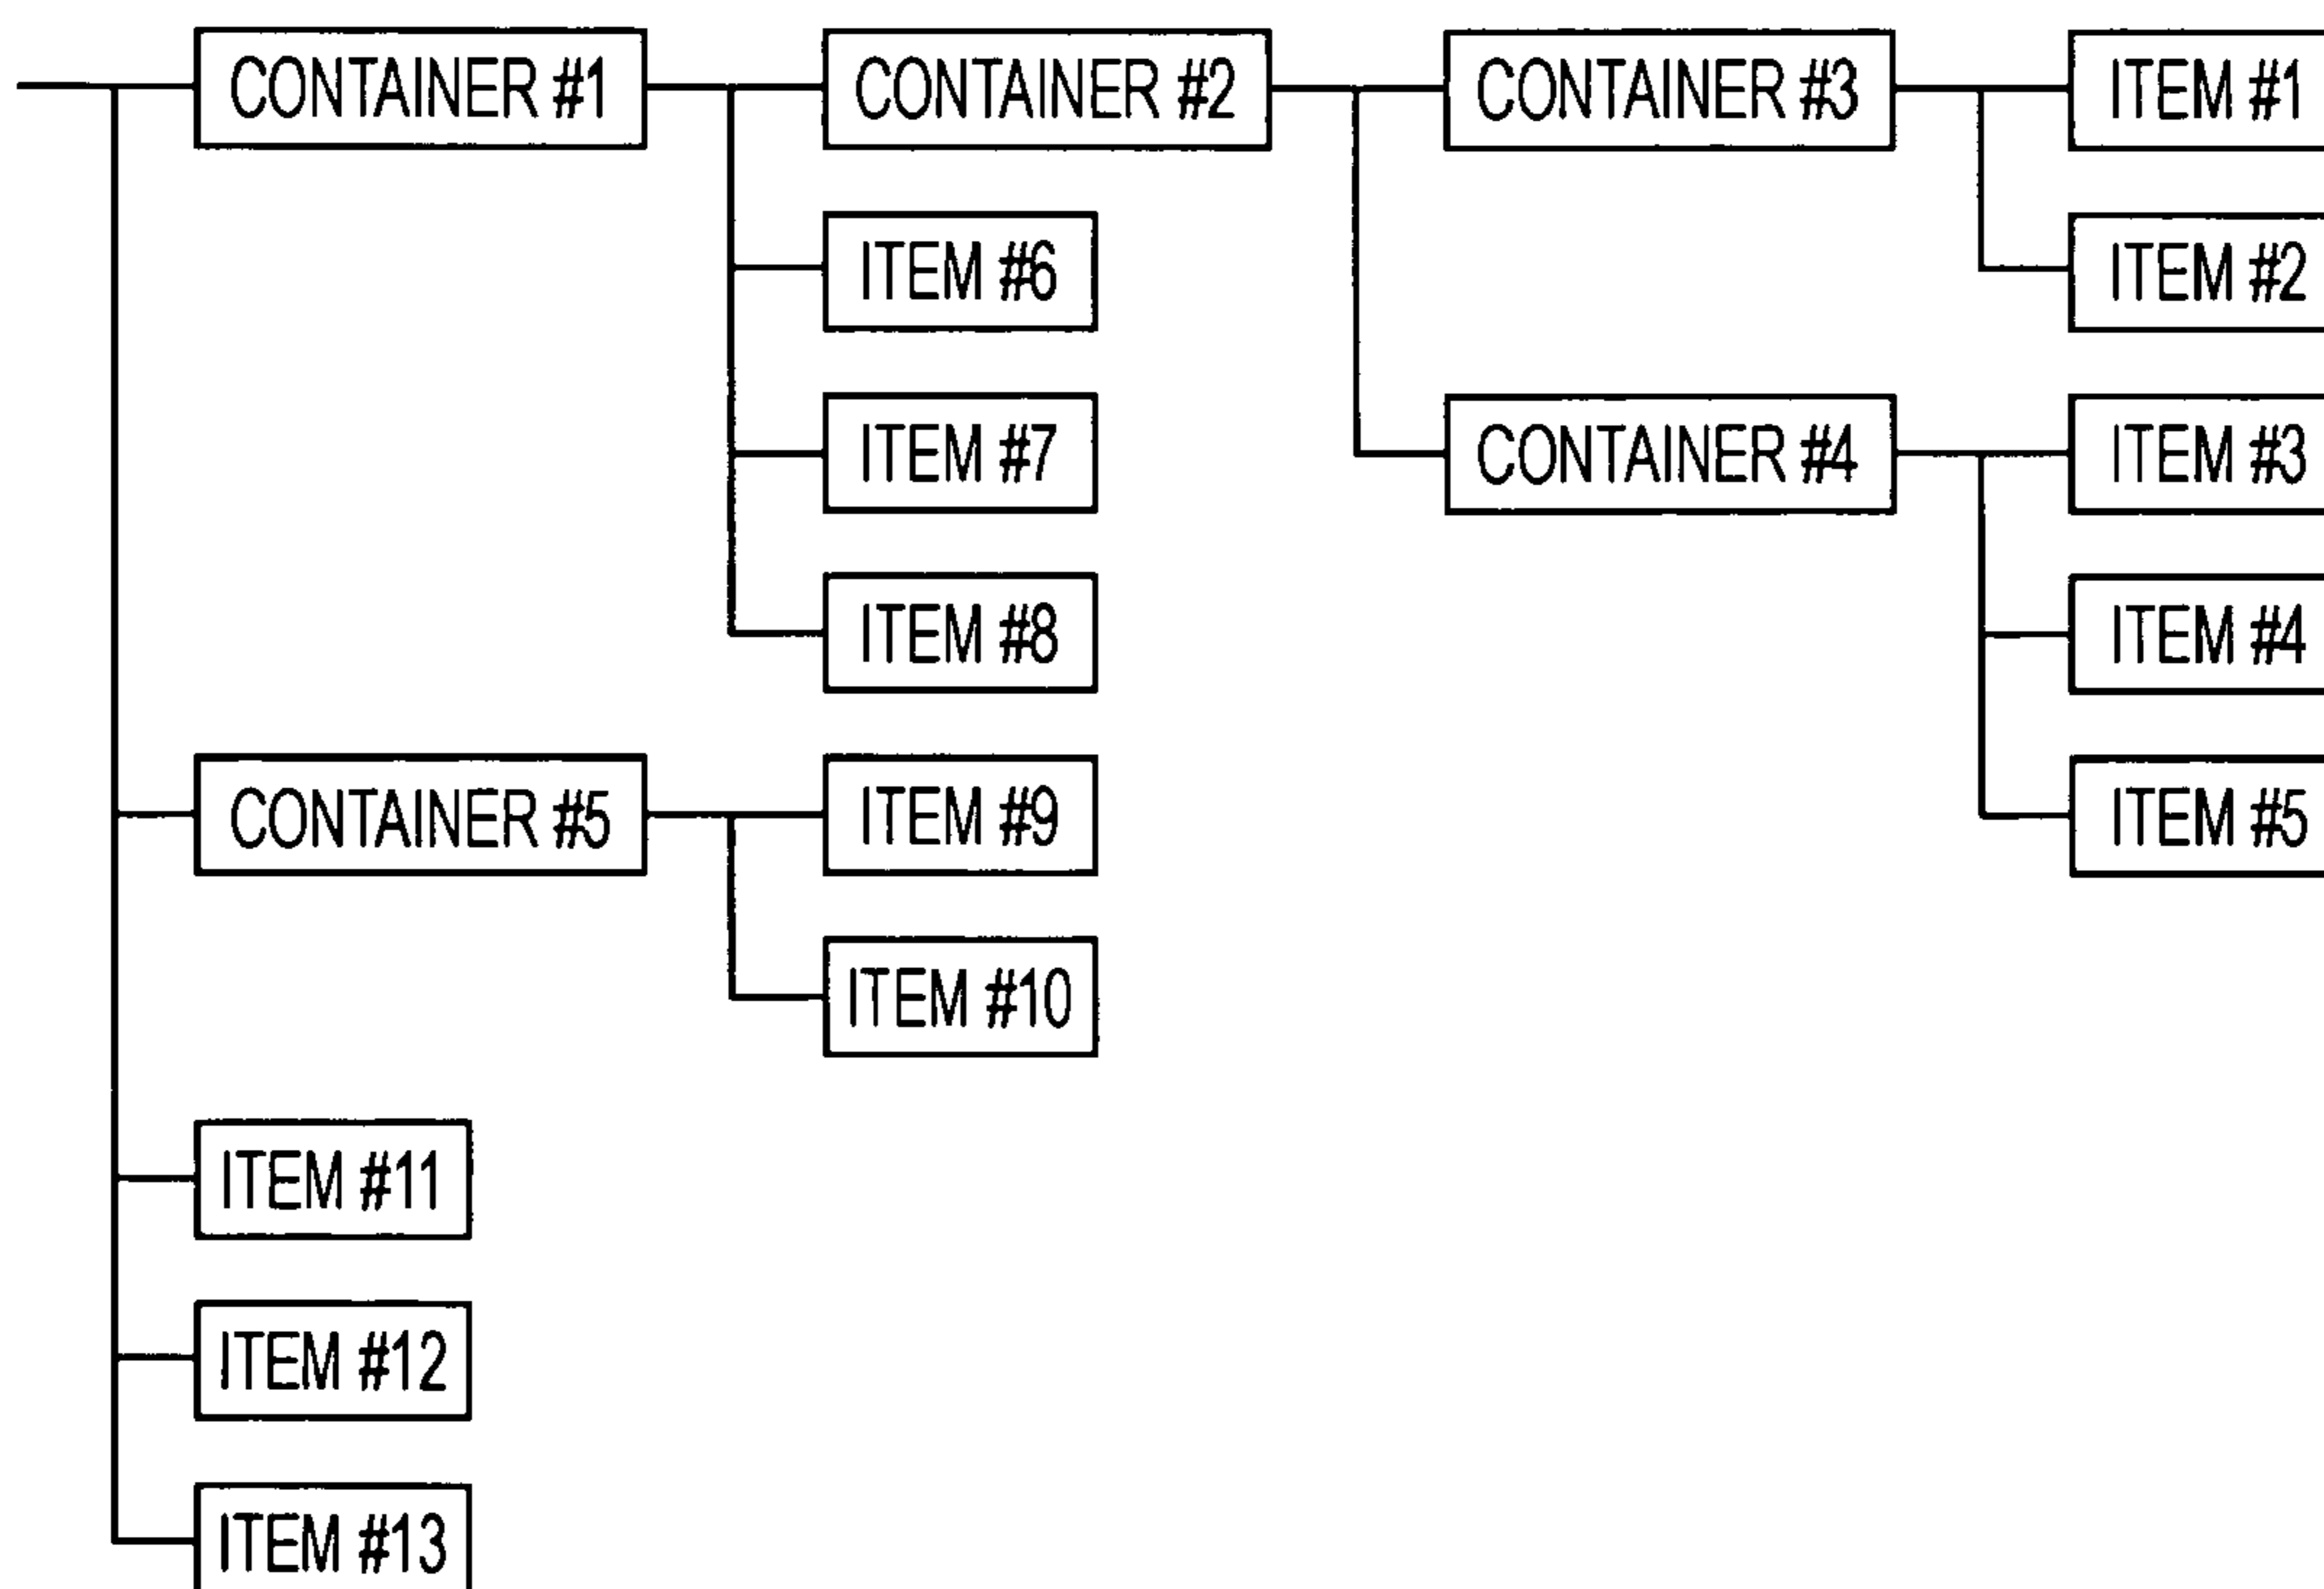 CONTAINER #1
CONTAINER #2
CONTAINER #3
ITEM #1
ITEM #6
ITEM #2
ITEM #7
CONTAINER #4
ITEM #3
ITEM #8
ITEM #4
CONTAINER #5
ITEM #9
ITEM #5
ITEM #10
ITEM #11
ITEM #12
ITEM #13